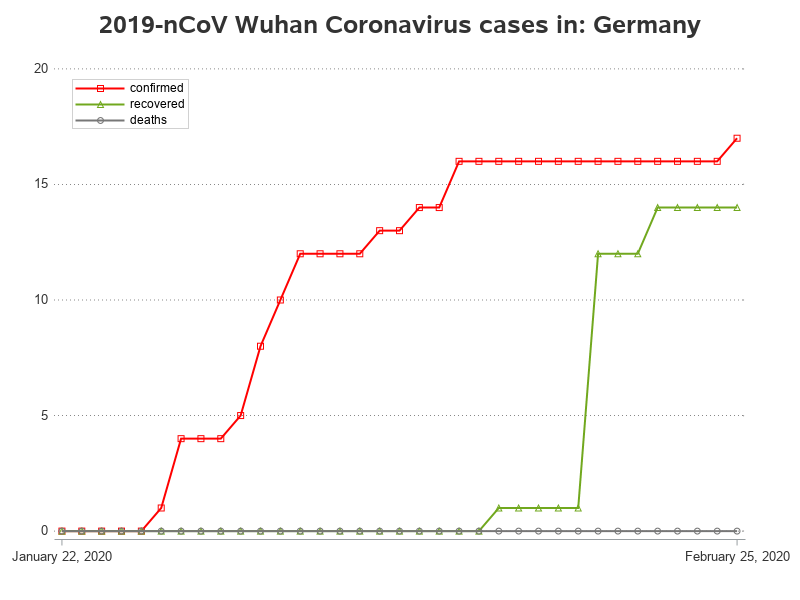 2019-nCoV Wuhan Coronavirus cases in: Germany
20
confirmed
recovered
deaths
15
10
5
0
January 22, 2020 February 25, 2020